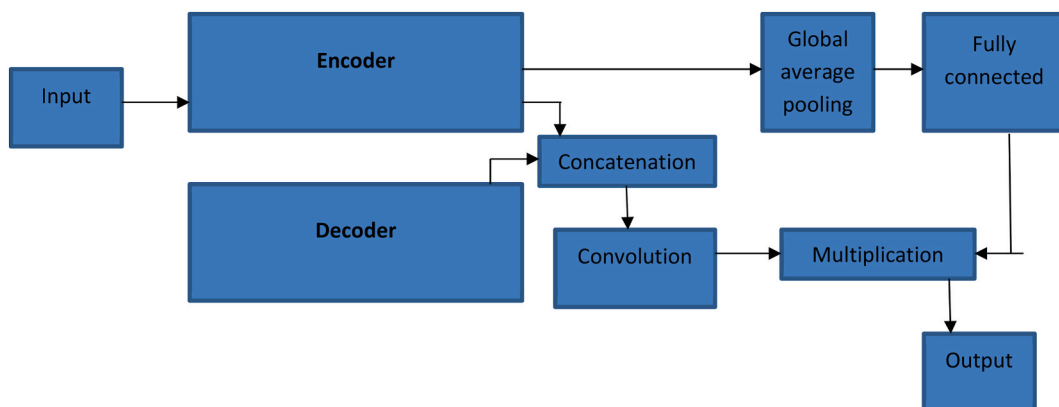 Input
Encoder
Global
average
pooling
Fully
connected
Concatenation
Decoder
Convolution
Multiplication
Output